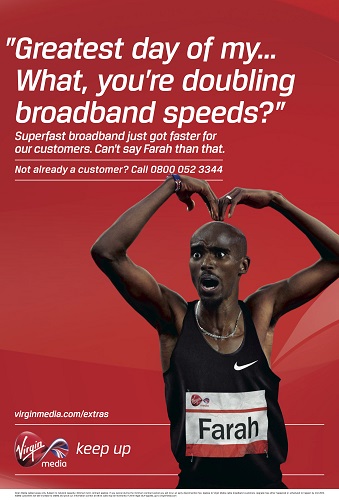 "Greatest day of my...
What, you're doubling
broadband speeds?"
Superfast broadband just got faster for
our customers. Can't say Farah than that.
Not already a customer? Call 0800 052 3344
Farah
virginmedia.com/extras
Virgin
media
keep up